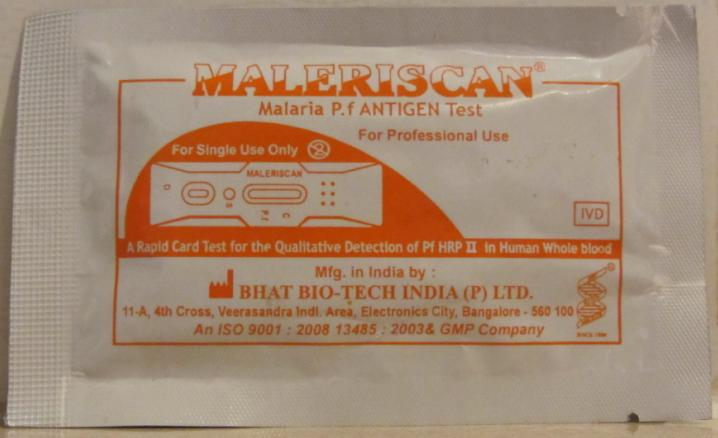 MALERISCAN®
Malaria P.f ANTIGEN Test
For Professional Use
For Single Use Only
MALERISCAN
IVD
A Rapid Card Test for the Qualitative Detection of Pf HRP II in Human Whole blood
Mfg. in India by :
BHAT BIO-TECH INDIA (P) LTD.
11-A, 4th Cross, Veerasandra Indl. Area, Electronics City, Bangalore - 560 100
An ISO 9001 : 2008 13485 : 2003& GMP Company